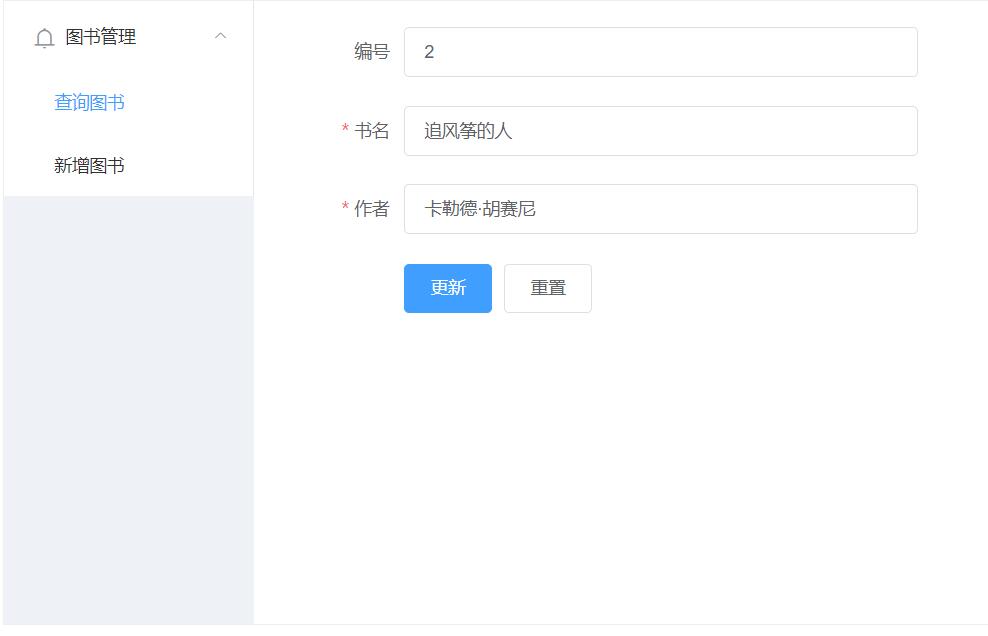 图书管理
查询图书
新增图书
编号 2
* 书名 追风筝的人
* 作者 卡勒德·胡赛尼
更新 重置